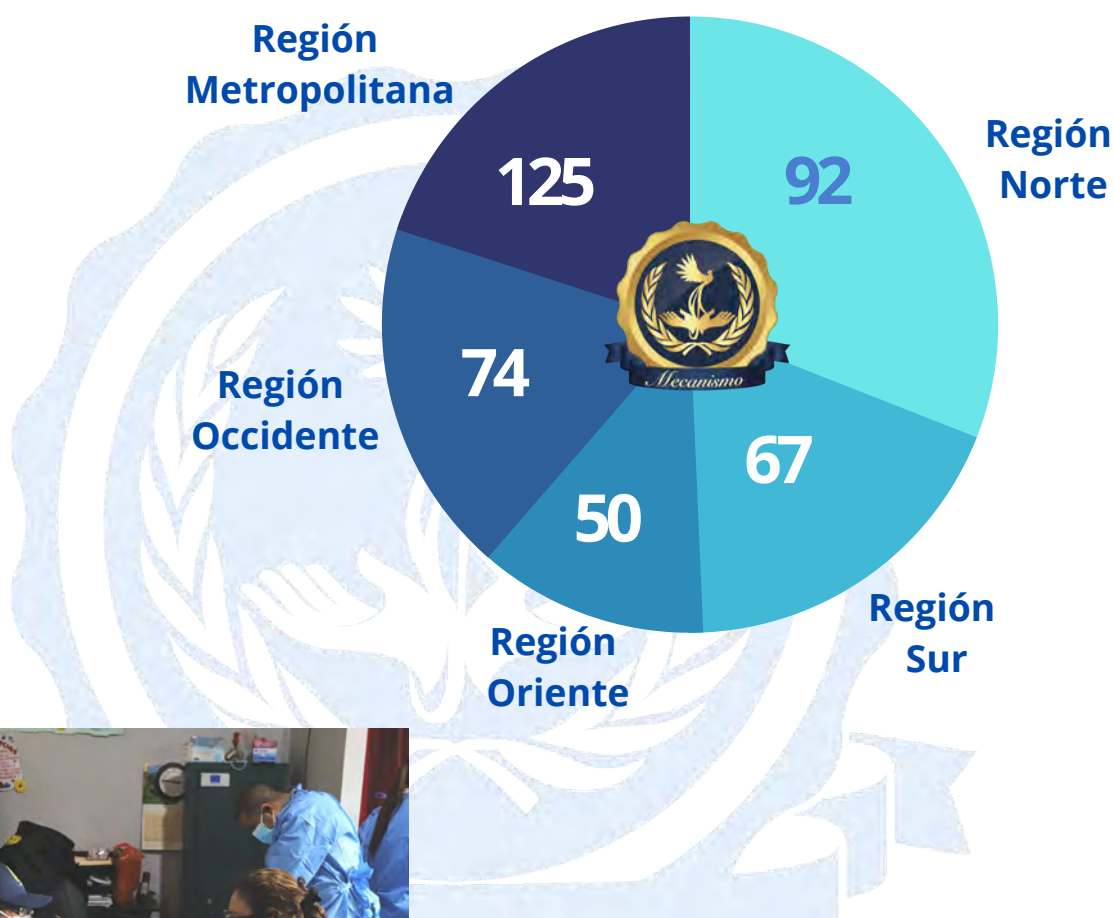 Región
Metropolitana
125
92
Región
Norte
Mecanismo
74
Región
Occidente
67
50
Región
Sur
Región
Oriente